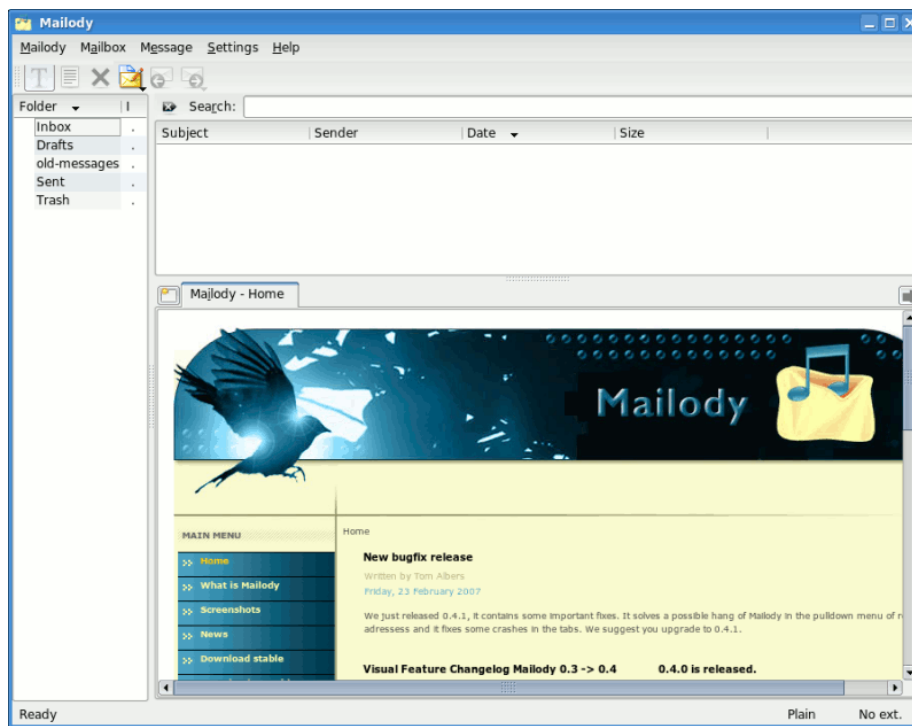 Mailody
Mailody Mailbox Message Settings Help
T
Folder I
Inbox .
Drafts .
old-messages .
Sent .
Trash .
Search:
Subject Sender Date Size
Mailody - Home
Mailody
MAIN MENU
Home
What is Mailody
Screenshots
News
Download stable
Home
New bugfix release
Written by Tom Albers
Friday, 23 February 2007
We just released 0.4.1, it contains some important fixes. It solves a possible hang of Mailody in the pulldown menu of
adressess and it fixes some crashes in the tabs. We suggest you upgrade to 0.4.1.
Visual Feature Changelog Mailody 0.3 -> 0.4 0.4.0 is released.
Ready Plain No ext.